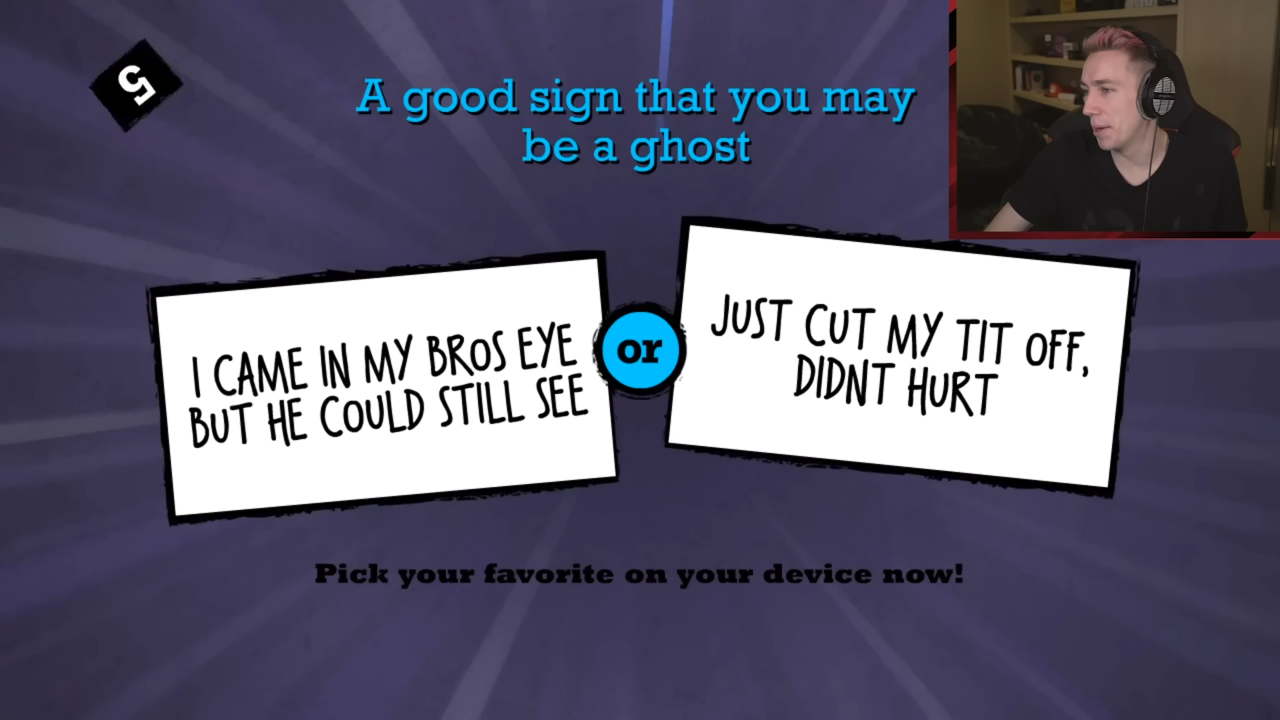 5
A good sign that you may
be a ghost
I CAME IN MY BROS EYE
BUT HE COULD STILL SEE
or
JUST CUT MY TIT OFF,
DIDNT HURT
Pick your favorite on your device now!